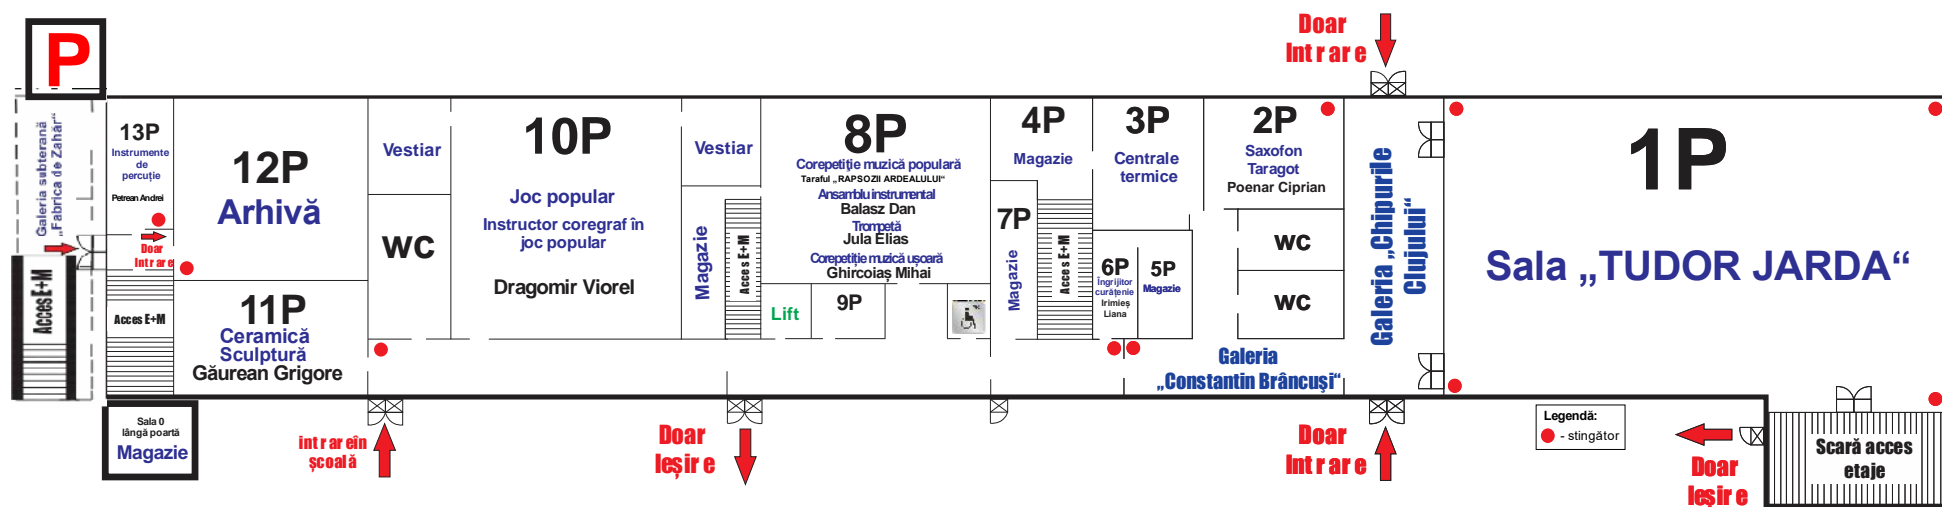 P
Galeria subterană
„Fabrica de Zahăr“
Acces E+M
13P
Instrumente
de
percuție
Petrean Andrei
Doar
Intrare
Acces E+M
Sala 0
lângă poartă
Magazie
12P
Arhivă
11P
Ceramică
Sculptură
Găurean Grigore
Vestiar
WC
intrare în
școală
10P
Joc popular
Instructor coregraf în
joc popular
Dragomir Viorel
Vestiar
Magazie
Acces E+M
Doar
Ieșire
8P
Corepetiţie muzică populară
Taraful „RAPSOZII ARDEALULUI“
Ansamblu instrumental
Balasz Dan
Trompetă
Jula Elias
Corepetiție muzică ușoară
Ghircoiaș Mihai
Lift
9P
4P
Magazie
7P
Magazie
Acces E+M
3P
Centrale
termice
6P
Îngrijitor
curățenie
Irimieș
Liana
5P
Magazie
2P
Saxofon
Taragot
Poenar Ciprian
WC
WC
Galeria
„Constantin Brâncuşi“
Doar
Intrare
Galeria „Chipurile
Clujului“
Doar
Intrare
1P
Sala „TUDOR JARDA“
Legendă:
- stingător
Doar
Ieșire
Scară acces
etaje